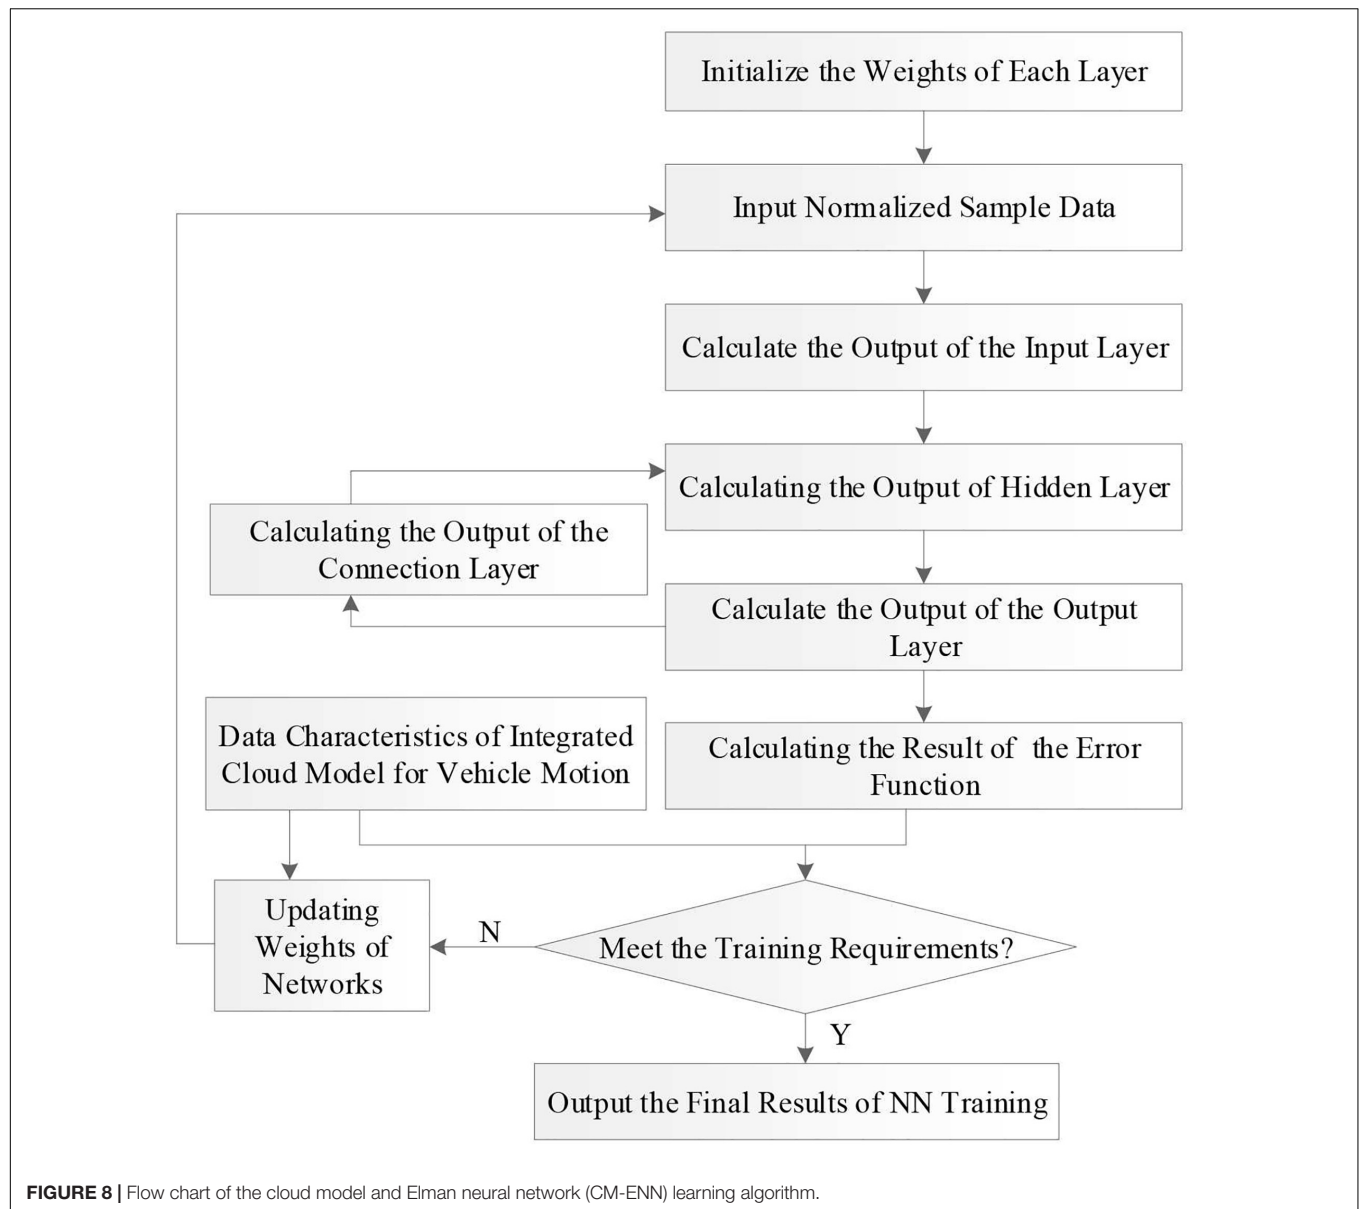 Initialize the Weights of Each Layer
Input Normalized Sample Data
Calculate the Output of the Input Layer
Calculating the Output of Hidden Layer
Calculating the Output of the
Connection Layer
Calculate the Output of the Output
Layer
Data Characteristics of Integrated
Cloud Model for Vehicle Motion
Calculating the Result of the Error
Function
Updating
Weights of
Networks
N
Meet the Training Requirements?
Y
Output the Final Results of NN Training
FIGURE 8 | Flow chart of the cloud model and Elman neural network (CM-ENN) learning algorithm.